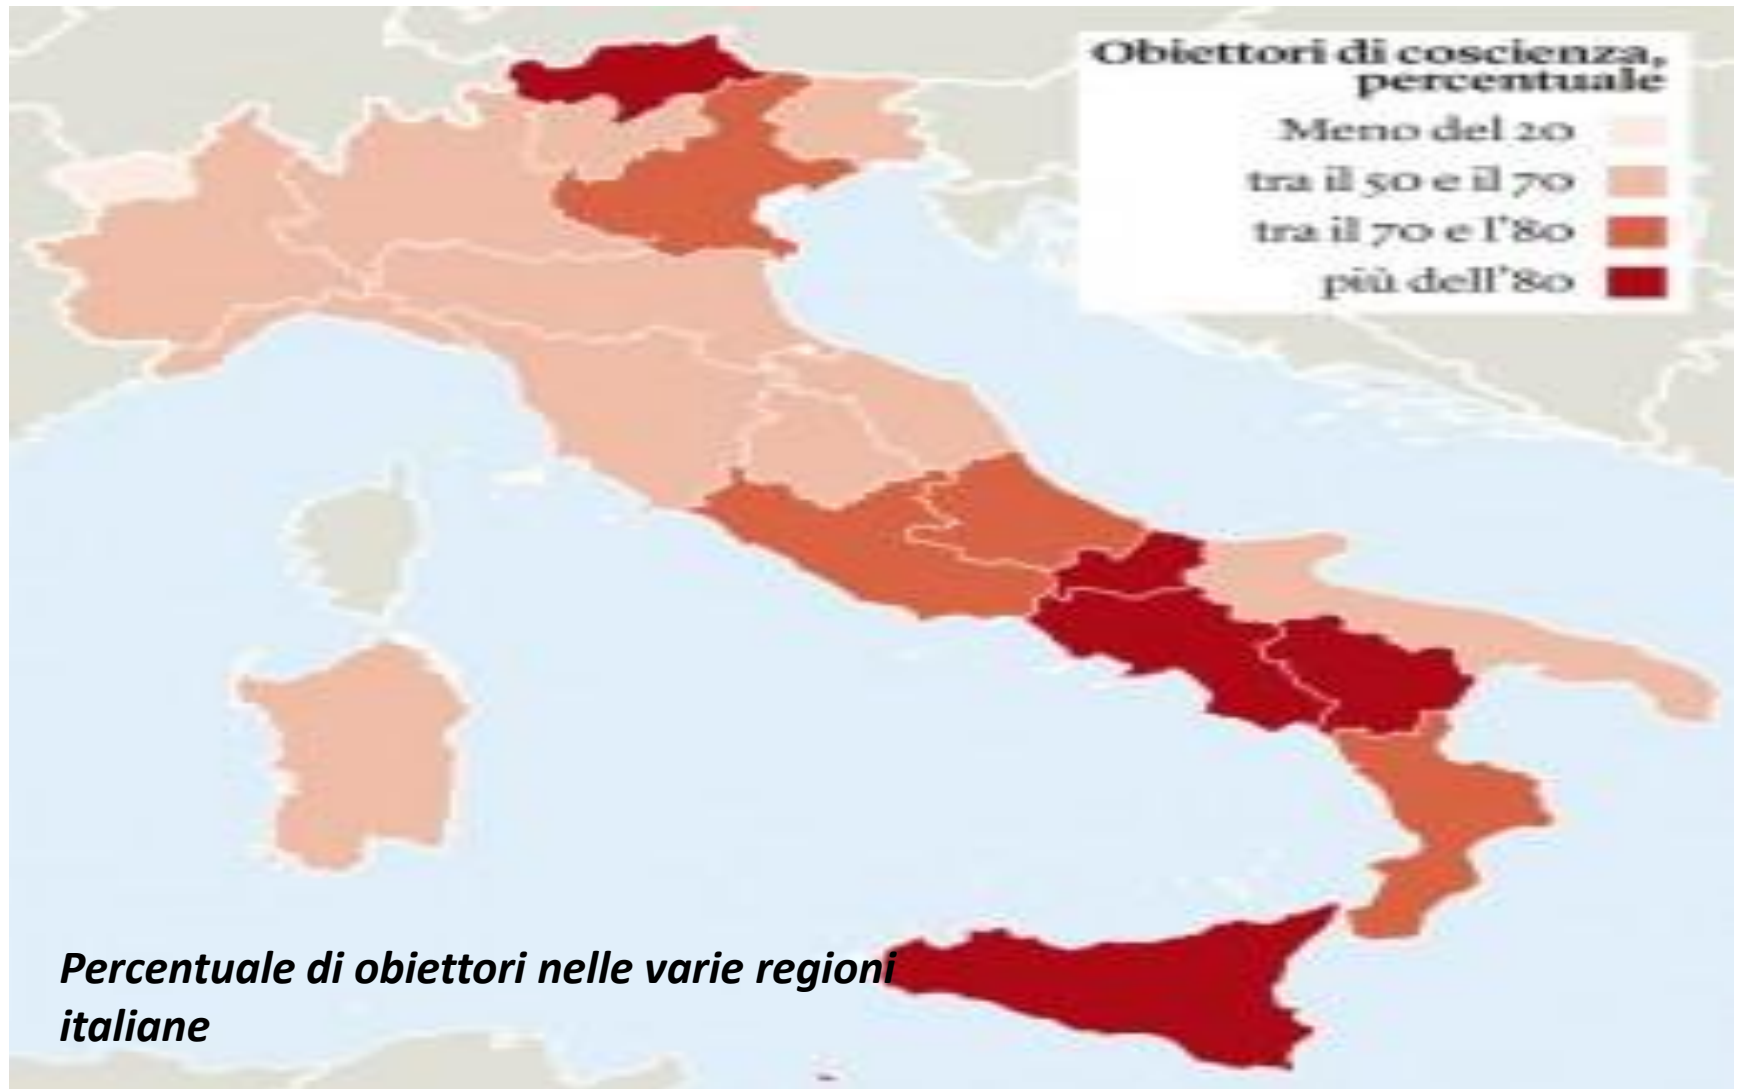 Obiettori di coscienza,
percentuale
Meno del 20
tra il 50 e il 70
tra il 70 e l'80
più dell'80
Percentuale di obiettori nelle varie regioni
italiane